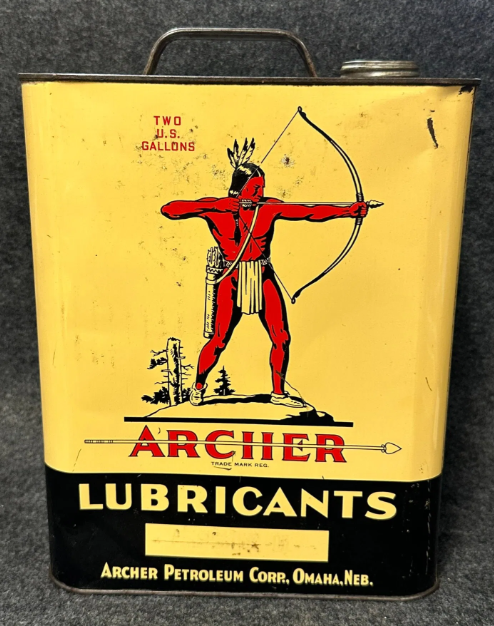 TWO
U.S.
GALLONS
ARCHER
TRADE MARK REG.
LUBRICANTS
ARCHER PETROLEUM CORP., OMAHA, NEB.